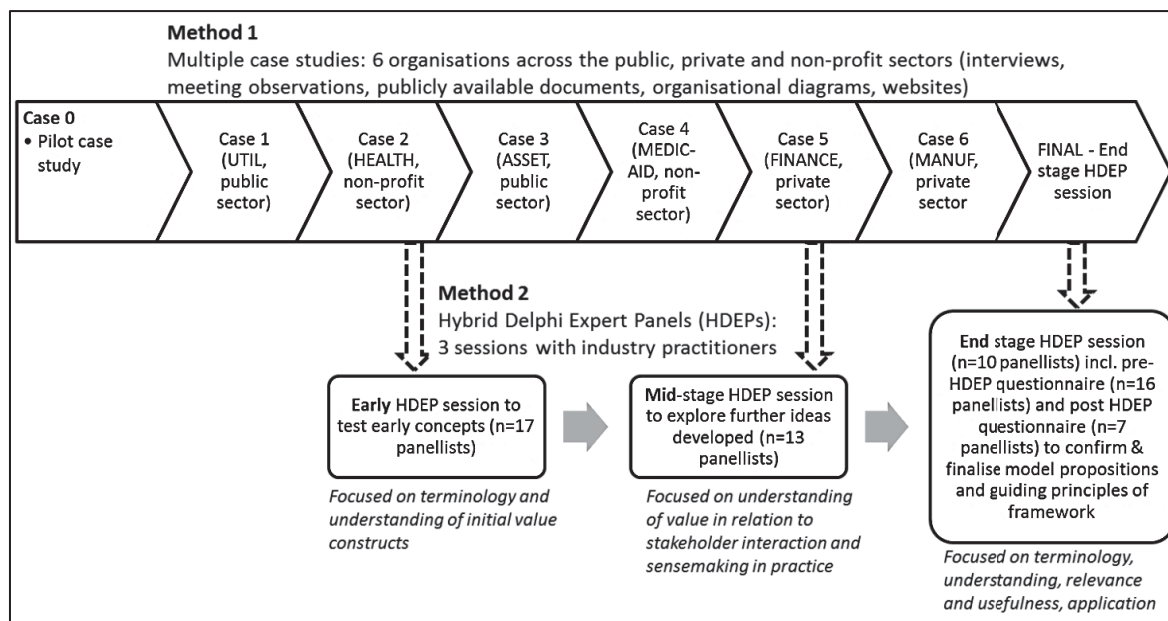 Method 1
Multiple case studies: 6 organisations across the public, private and non-profit sectors (interviews,
meeting observations, publicly available documents, organisational diagrams, websites)
Case 0
• Pilot case
study
Case 1
(UTIL,
public
sector)
Case 2
(HEALTH,
non-profit
sector)
Case 3
(ASSET,
public
sector)
Case 4
(MEDIC-
AID, non-
profit
sector)
Case 5
(FINANCE,
private
sector)
Case 6
(MANUF,
private
sector
FINAL - End
stage HDEP
session
Method 2
Hybrid Delphi Expert Panels (HDEPs):
3 sessions with industry practitioners
Early HDEP session to
test early concepts (n=17
panellists)
Focused on terminology and
understanding of initial value
constructs
Mid-stage HDEP session
to explore further ideas
developed (n=13
panellists)
Focused on understanding
of value in relation to
stakeholder interaction and
sensemaking in practice
End stage HDEP session
(n=10 panellists) incl. pre-
HDEP questionnaire (n=16
panellists) and post HDEP
questionnaire (n=7
panellists) to confirm &
finalise model propositions
and guiding principles of
framework
Focused on terminology,
understanding, relevance
and usefulness, application